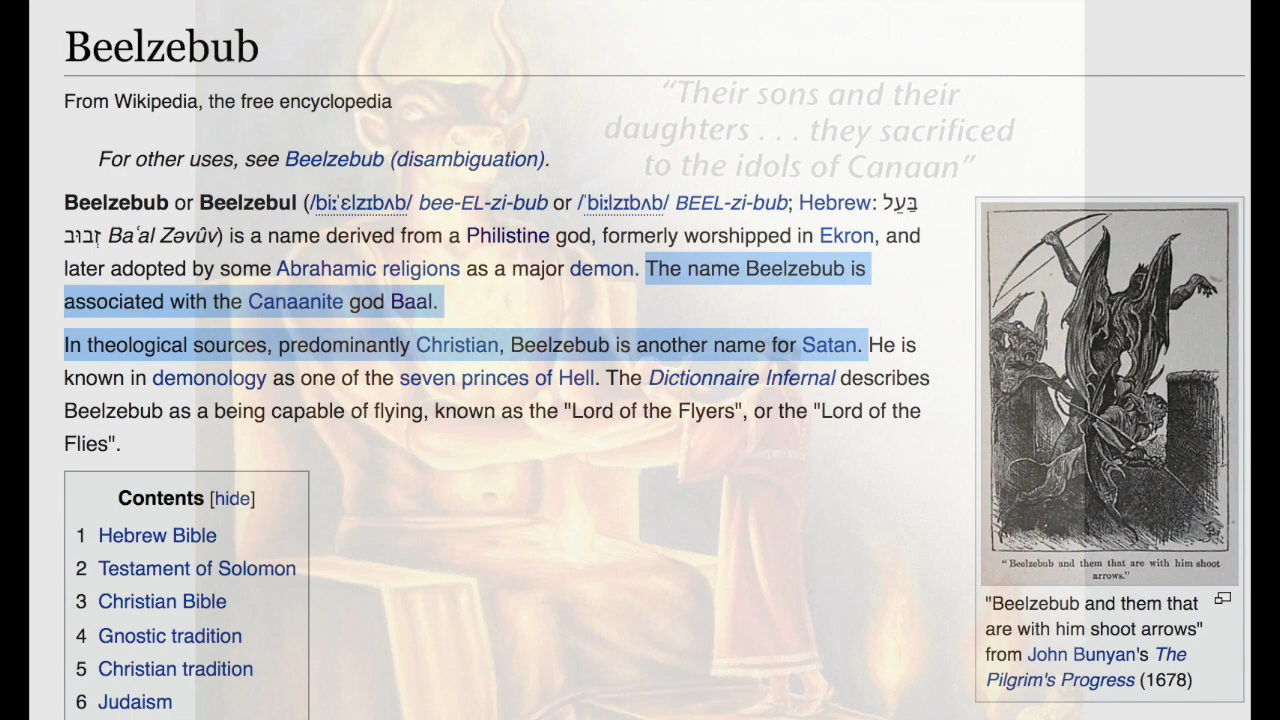 Beelzebub
From Wikipedia, the free encyclopedia
"Their sons and their
daughters . . . they sacrificed
to the idols of Canaan"
For other uses, see Beelzebub (disambiguation).
Beelzebub or Beelzebul (/biːˈɛlzɪbʌb/ bee-EL-zi-bub or /ˈbiːlzɪbʌb/ BEEL-zi-bub; Hebrew: בַּעַל
זְבוּב Baʿal Zəvûv) is a name derived from a Philistine god, formerly worshipped in Ekron, and
later adopted by some Abrahamic religions as a major demon. The name Beelzebub is
associated with the Canaanite god Baal.
In theological sources, predominantly Christian, Beelzebub is another name for Satan. He is
known in demonology as one of the seven princes of Hell. The Dictionnaire Infernal describes
Beelzebub as a being capable of flying, known as the "Lord of the Flyers", or the "Lord of the
Flies".
Contents [hide]
1 Hebrew Bible
2 Testament of Solomon
3 Christian Bible
4 Gnostic tradition
5 Christian tradition
6 Judaism
"Beelzebub and them that are with him shoot
arrows."
"Beelzebub and them that
are with him shoot arrows"
from John Bunyan's The
Pilgrim's Progress (1678)